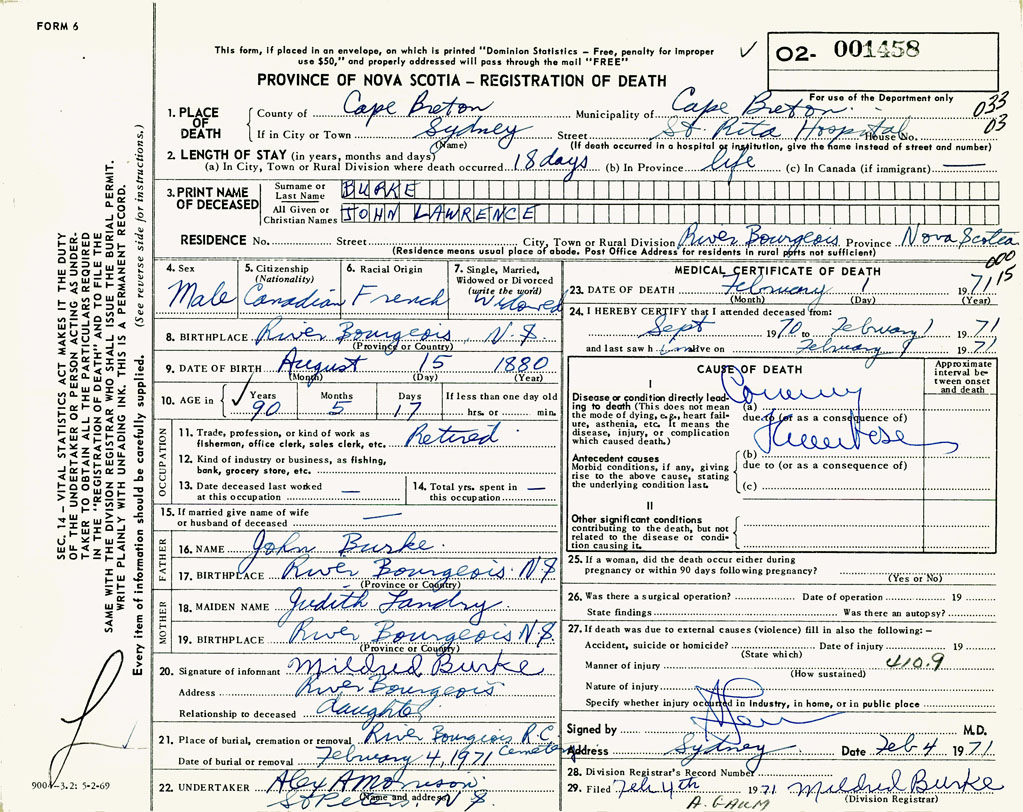 FORM 6
This form, if placed in an envelope, on which is printed "Dominion Statistics – Free, penalty for improper
use $50," and properly addressed will pass through the mail "FREE"
✓
O2- 001458
PROVINCE OF NOVA SCOTIA – REGISTRATION OF DEATH
For use of the Department only
033
03
1. PLACE OF DEATH
County of Cape Breton Municipality of Cape Breton
If in City or Town Sydney Street St. Rita Hospital House No.
(Name) (If death occurred in a hospital or institution, give the name instead of street and number)
2. LENGTH OF STAY (in years, months and days)
(a) In City, Town or Rural Division where death occurred 18 days (b) In Province life (c) In Canada (if immigrant) —
3. PRINT NAME OF DECEASED
Surname or Last Name BURKE
All Given or Christian Names JOHN LAWRENCE
RESIDENCE No. Street City, Town or Rural Division River Bourgeois Province Nova Scotia
(Residence means usual place of abode. Post Office Address for residents in rural parts not sufficient)
000
15
4. Sex Male
5. Citizenship (Nationality) Canadian
6. Racial Origin French
7. Single, Married, Widowed or Divorced (write the word) Widowed
8. BIRTHPLACE River Bourgeois, N.S
(Province or Country)
9. DATE OF BIRTH August 15 1880
(Month) (Day) (Year)
10. AGE in ✓ Years Months Days If less than one day old
90 5 17 hrs. or min.
OCCUPATION
11. Trade, profession, or kind of work as
fisherman, office clerk, sales clerk, etc. Retired
12. Kind of industry or business, as fishing,
bank, grocery store, etc.
13. Date deceased last worked
at this occupation —
14. Total yrs. spent in
this occupation —
15. If married give name of wife
or husband of deceased —
FATHER
16. NAME John Burke
17. BIRTHPLACE River Bourgeois N.S
(Province or Country)
MOTHER
18. MAIDEN NAME Judith Landry
19. BIRTHPLACE River Bourgeois N.S
(Province or Country)
20. Signature of informant Mildred Burke
Address River Bourgeois
Relationship to deceased daughter
21. Place of burial, cremation or removal River Bourgeois R.C. Cemetery
Date of burial or removal February 4, 1971
22. UNDERTAKER Alex A Morrison
(Name and address) St Pe N S
MEDICAL CERTIFICATE OF DEATH
23. DATE OF DEATH February 1 1971
(Month) (Day) (Year)
24. I HEREBY CERTIFY that I attended deceased from:
Sept 1970 to February 1 1971
and last saw him alive on February 1 1971
CAUSE OF DEATH
Approximate interval between onset and death
I
Disease or condition directly leading
to death (This does not mean
the mode of dying, e.g., heart failure,
asthenia, etc. It means the
disease, injury, or complication
which caused death.)
(a) Coronary
due to (or as a consequence of)
Antecedent causes
Morbid conditions, if any, giving
rise to the above cause, stating
the underlying condition last.
(b)
due to (or as a consequence of)
(c)
II
Other significant conditions
contributing to the death, but not
related to the disease or condition
causing it.
25. If a woman, did the death occur either during
pregnancy or within 90 days following pregnancy?
(Yes or No)
26. Was there a surgical operation? Date of operation 19
State findings Was there an autopsy?
27. If death was due to external causes (violence) fill in also the following: –
Accident, suicide or homicide? Date of injury 19
(State which)
Manner of injury 410.9
(How sustained)
Nature of injury
Specify whether injury occurred in Industry, in home, or in public place
Signed by M.D.
Address Sydney Date Feb 4 1971
28. Division Registrar's Record Number
29. Filed Feb 4th 1971 Mildred Burke
(Division Registrar)
SEC. 14 – VITAL STATISTICS ACT MAKES IT THE DUTY
OF THE UNDERTAKER OR PERSON ACTING AS UNDERTAKER
TO OBTAIN ALL THE PARTICULARS REQUIRED
IN THE "REGISTRATION OF DEATH" AND TO FILE THE
SAME WITH THE DIVISION REGISTRAR WHO SHALL ISSUE THE BURIAL PERMIT.
WRITE PLAINLY WITH UNFADING INK. THIS IS A PERMANENT RECORD.
Every item of information should be carefully supplied. (See reverse side for instructions.)
3.2: 5-2-69